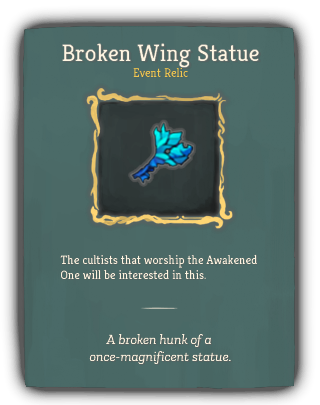 Broken Wing Statue
Event Relic
The cultists that worship the Awakened
One will be interested in this.
A broken hunk of a
once-magnificent statue.